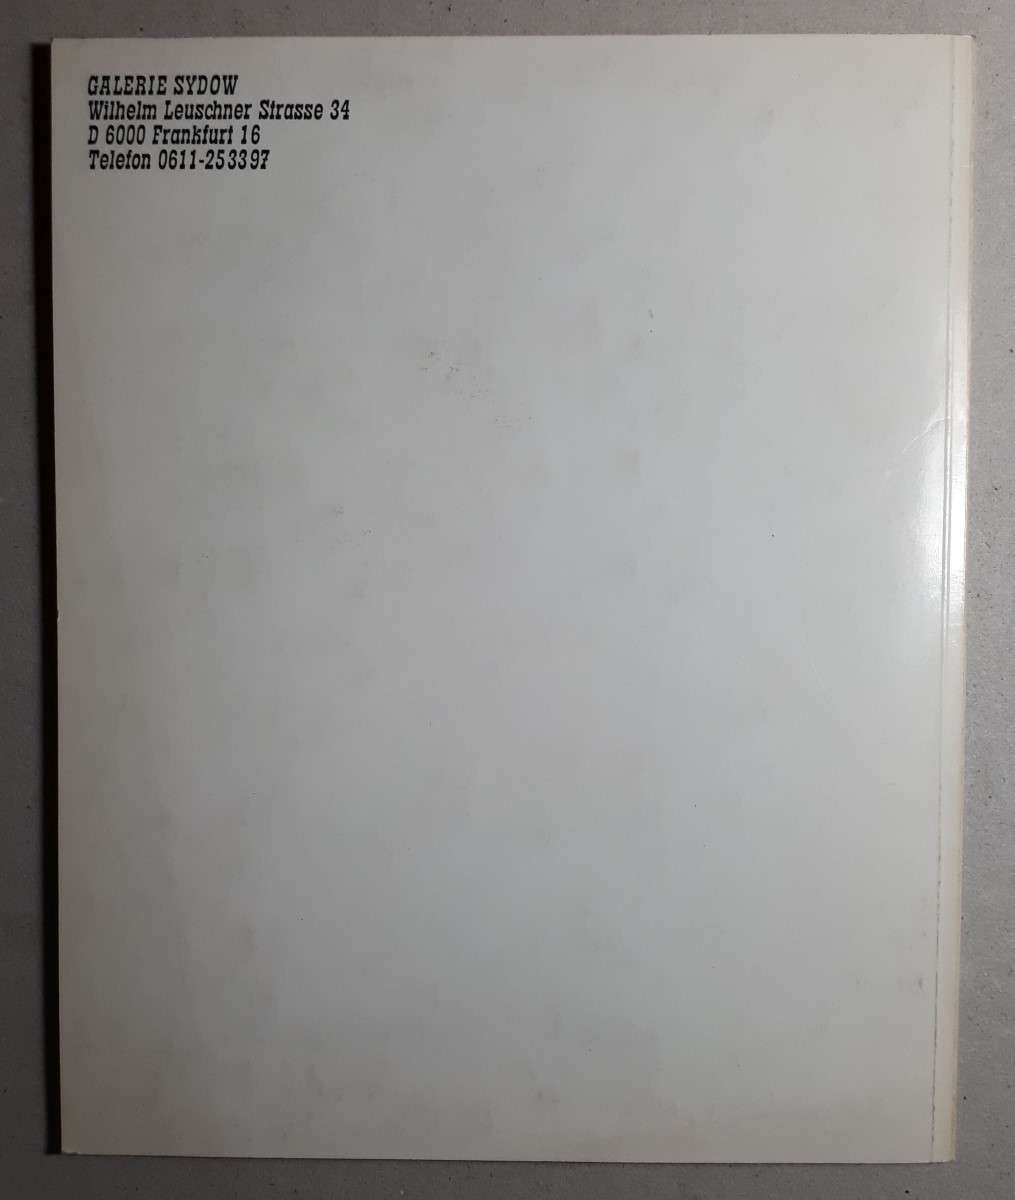 GALERIE SYDOW
Wilhelm Leuschner Strasse 34
D 6000 Frankfurt 16
Telefon 0611-253397